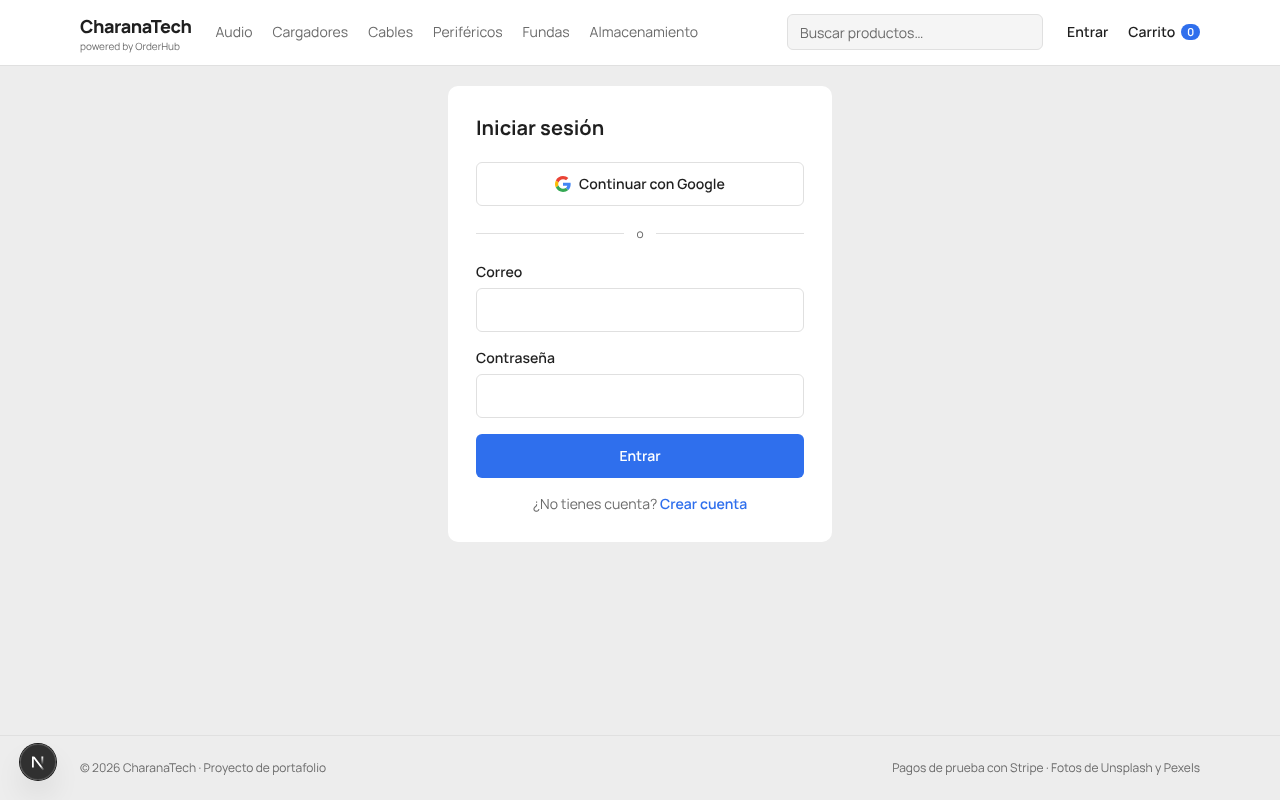 CharanaTech
powered by OrderHub
Audio
Cargadores
Cables
Periféricos
Fundas
Almacenamiento
Buscar productos…
Entrar
Carrito 0
Iniciar sesión
Continuar con Google
o
Correo
Contraseña
Entrar
¿No tienes cuenta? Crear cuenta
N
© 2026 CharanaTech · Proyecto de portafolio
Pagos de prueba con Stripe · Fotos de Unsplash y Pexels